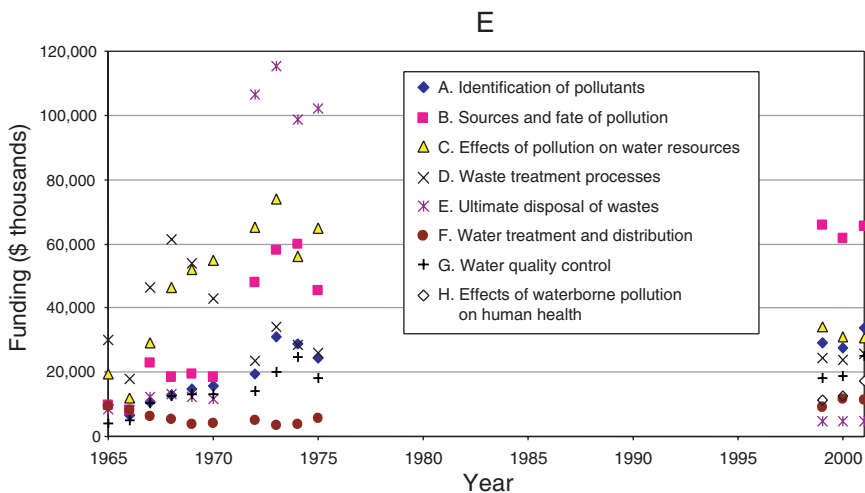 E
120,000
100,000
80,000
60,000
40,000
20,000
0
Funding ($ thousands)
A. Identification of pollutants
B. Sources and fate of pollution
C. Effects of pollution on water resources
D. Waste treatment processes
E. Ultimate disposal of wastes
F. Water treatment and distribution
G. Water quality control
H. Effects of waterborne pollution
on human health
1965 1970 1975 1980 1985 1990 1995 2000
Year